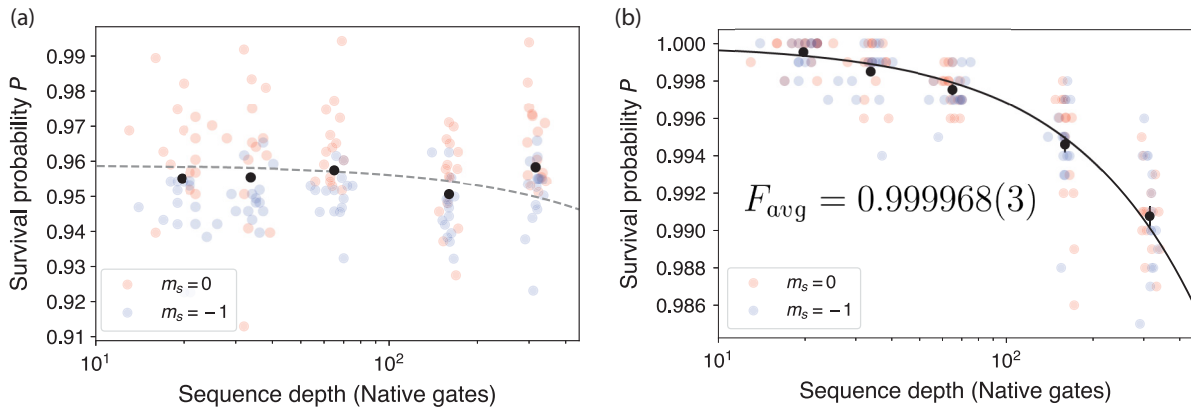 (a)
Survival probability P
0.99
0.98
0.97
0.96
0.95
0.94
0.93
0.92
0.91
m_s = 0
m_s = −1
10^1
10^2
Sequence depth (Native gates)
(b)
Survival probability P
1.000
0.998
0.996
0.994
0.992
0.990
0.988
0.986
F_avg = 0.999968(3)
m_s = 0
m_s = −1
10^1
10^2
Sequence depth (Native gates)